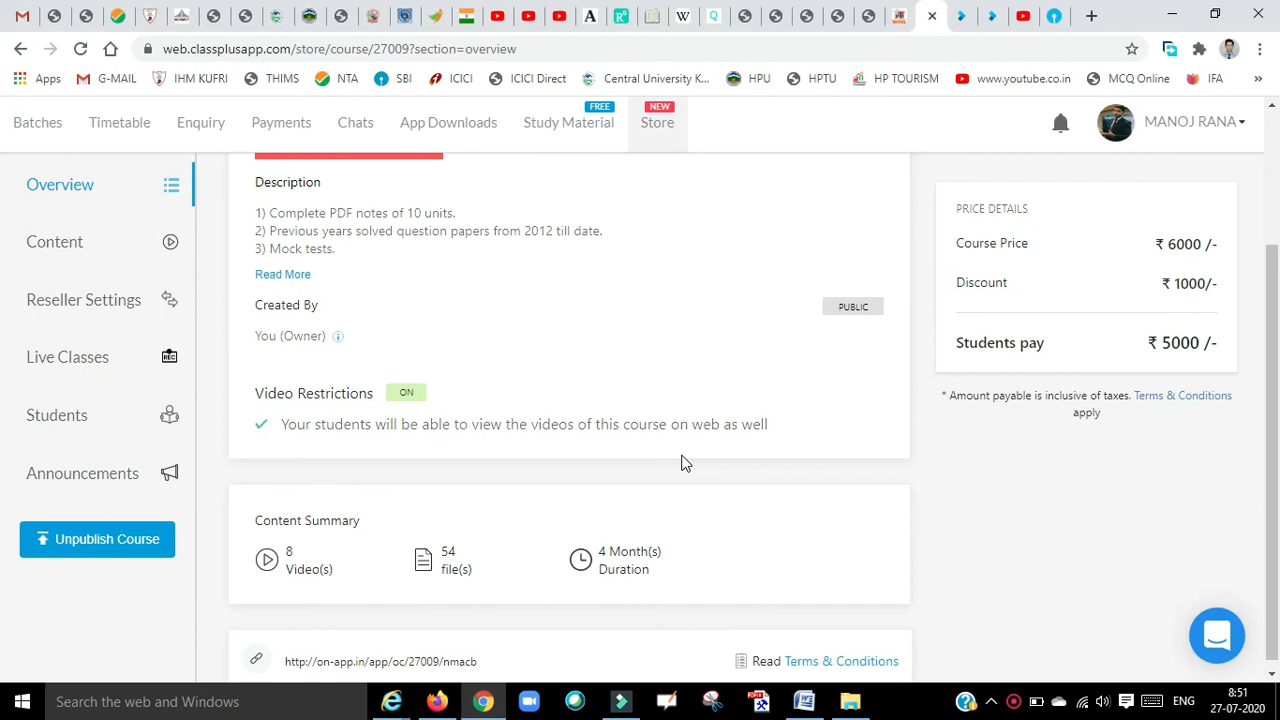 web.classplusapp.com/store/course/27009?section=overview
Apps G-MAIL IHM KUFRI THIMS NTA SBI ICICI ICICI Direct Central University K... HPU HPTU HP TOURISM www.youtube.co.in MCQ Online IFA »
FREE NEW
Batches Timetable Enquiry Payments Chats App Downloads Study Material Store MANOJ RANA
Overview
Content
Reseller Settings
Live Classes
REC
Students
Announcements
Unpublish Course
Description
1) Complete PDF notes of 10 units.
2) Previous years solved question papers from 2012 till date.
3) Mock tests.
Read More
Created By PUBLIC
You (Owner)
Video Restrictions ON
Your students will be able to view the videos of this course on web as well
Content Summary
8 54 4 Month(s)
Video(s) file(s) Duration
http://on-app.in/app/oc/27009/nmacb Read Terms & Conditions
PRICE DETAILS
Course Price ₹ 6000 /-
Discount ₹ 1000/-
Students pay ₹ 5000 /-
* Amount payable is inclusive of taxes. Terms & Conditions
apply
Search the web and Windows ENG 8:51
27-07-2020